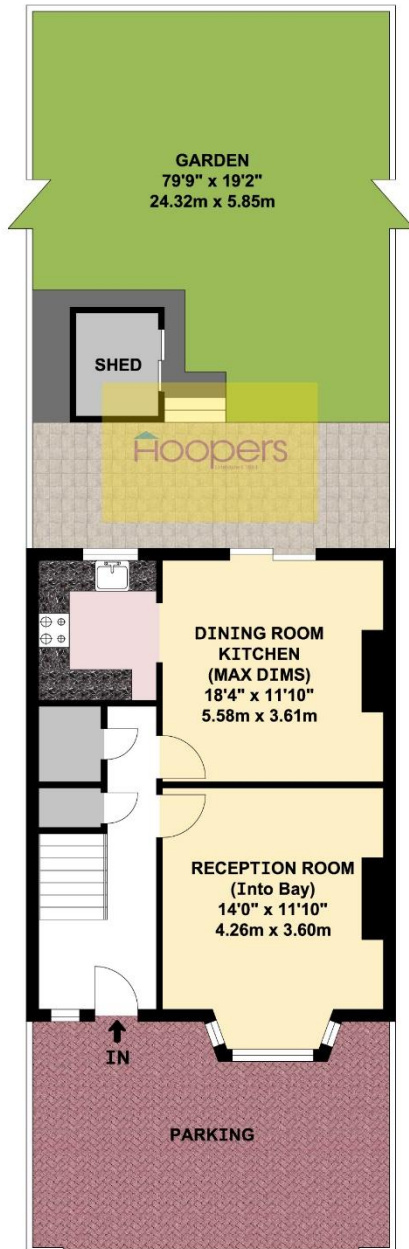 GARDEN
79'9" x 19'2"
24.32m x 5.85m
SHED
Hoopers
DINING ROOM
KITCHEN
(MAX DIMS)
18'4" x 11'10"
5.58m x 3.61m
RECEPTION ROOM
(Into Bay)
14'0" x 11'10"
4.26m x 3.60m
IN
PARKING